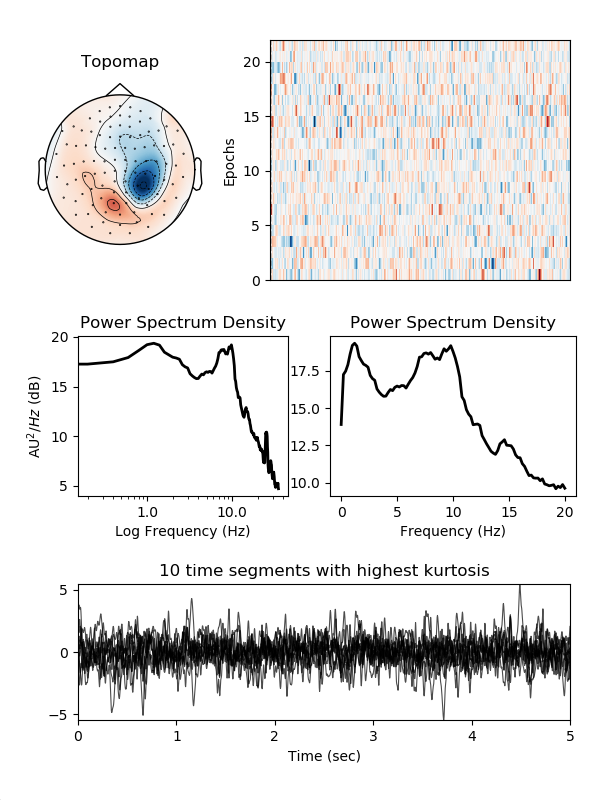 Topomap
Epochs
20
15
10
5
0
Power Spectrum Density
AU²/Hz (dB)
20
15
10
5
1.0 10.0
Log Frequency (Hz)
Power Spectrum Density
17.5
15.0
12.5
10.0
0 5 10 15 20
Frequency (Hz)
10 time segments with highest kurtosis
5
0
−5
0 1 2 3 4 5
Time (sec)